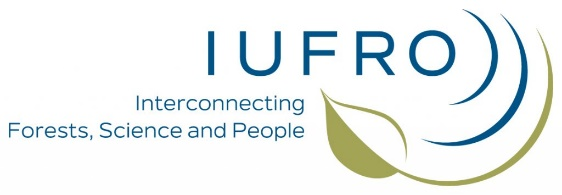 IUFRO
Interconnecting
Forests, Science and People